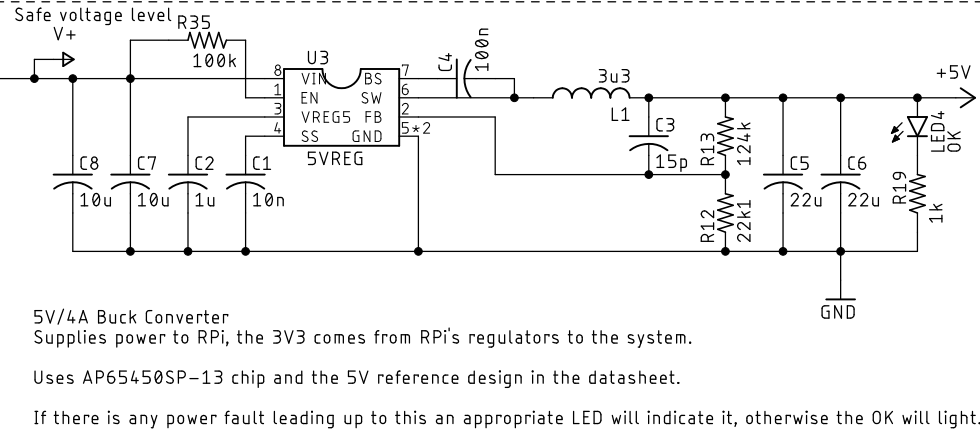 Safe voltage level
V+
R35
100k
U3
8 VIN BS 7
1 EN SW 6
3 VREG5 FB 2
4 SS GND 5*2
5VREG
C4
100n
3u3
L1
+5V
C3
15p
R13
124k
LED4
OK
C8
10u
C7
10u
C2
1u
C1
10n
R12
22k1
C5
22u
C6
22u
R19
1k
GND
5V/4A Buck Converter
Supplies power to RPi, the 3V3 comes from RPi's regulators to the system.
Uses AP65450SP-13 chip and the 5V reference design in the datasheet.
If there is any power fault leading up to this an appropriate LED will indicate it, otherwise the OK will light.